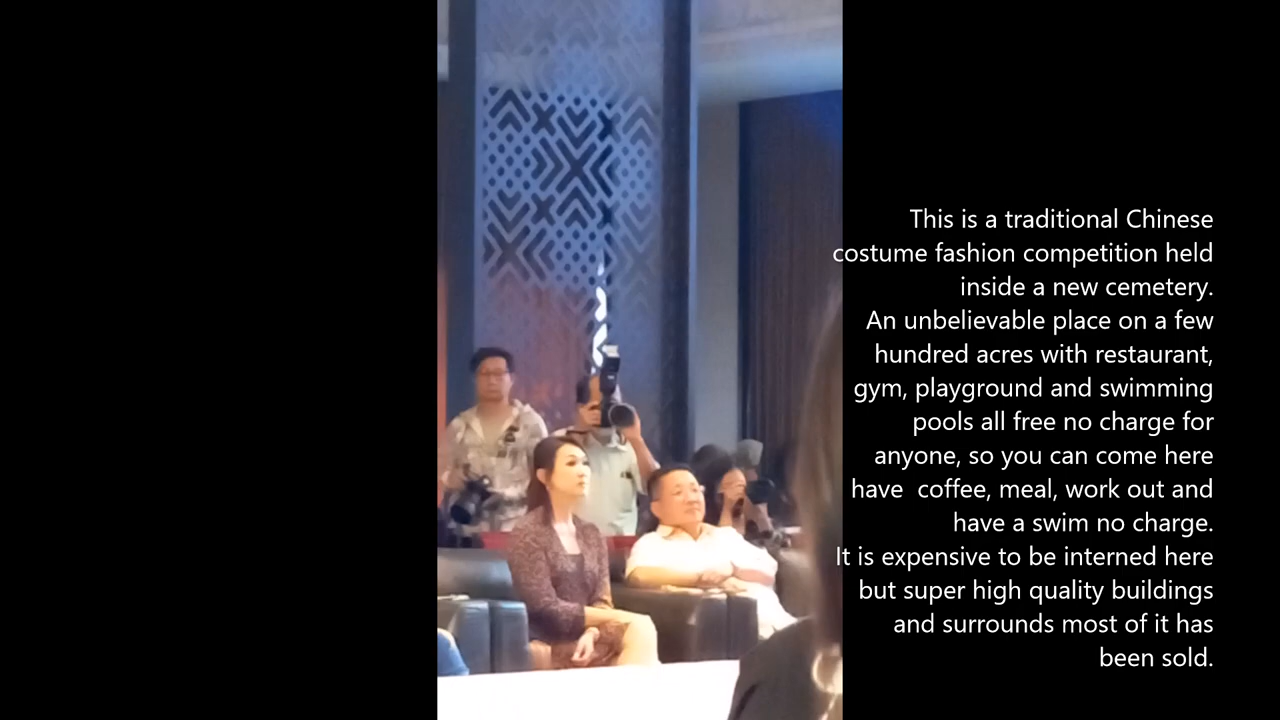 This is a traditional Chinese
costume fashion competition held
inside a new cemetery.
An unbelievable place on a few
hundred acres with restaurant,
gym, playground and swimming
pools all free no charge for
anyone, so you can come here
have  coffee, meal, work out and
have a swim no charge.
It is expensive to be interned here
but super high quality buildings
and surrounds most of it has
been sold.